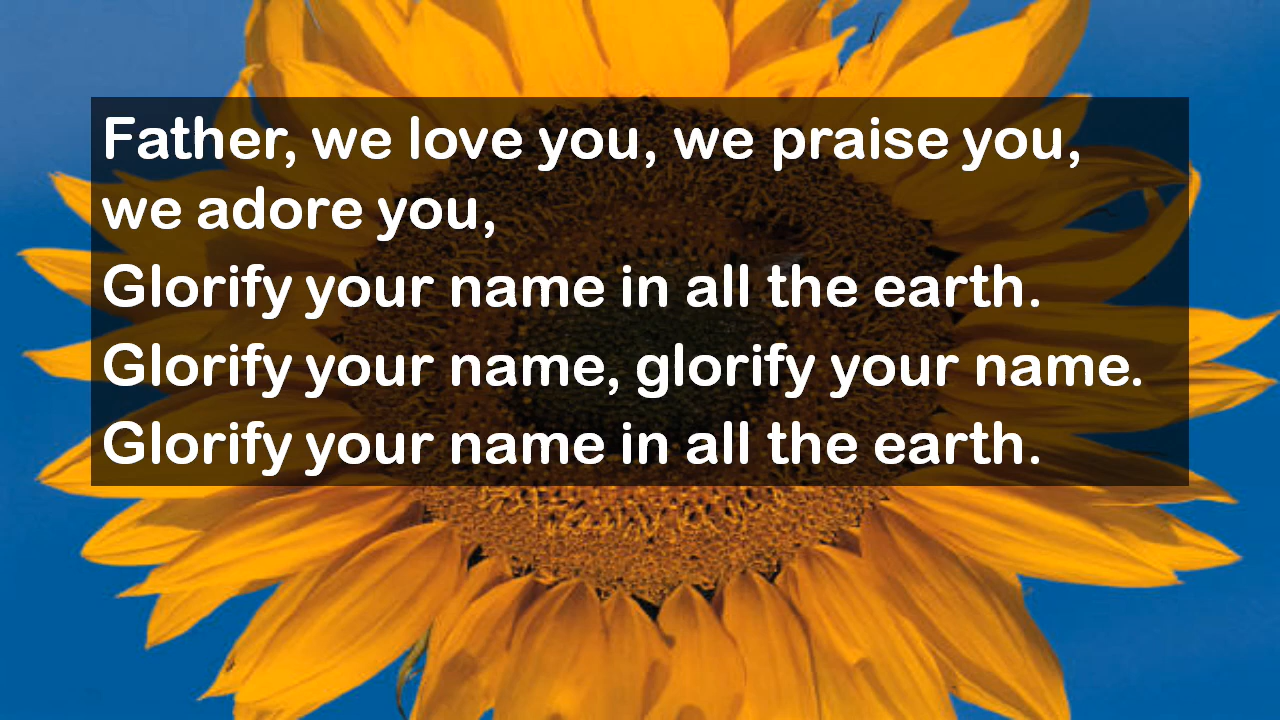 Father, we love you, we praise you,
we adore you,
Glorify your name in all the earth.
Glorify your name, glorify your name.
Glorify your name in all the earth.